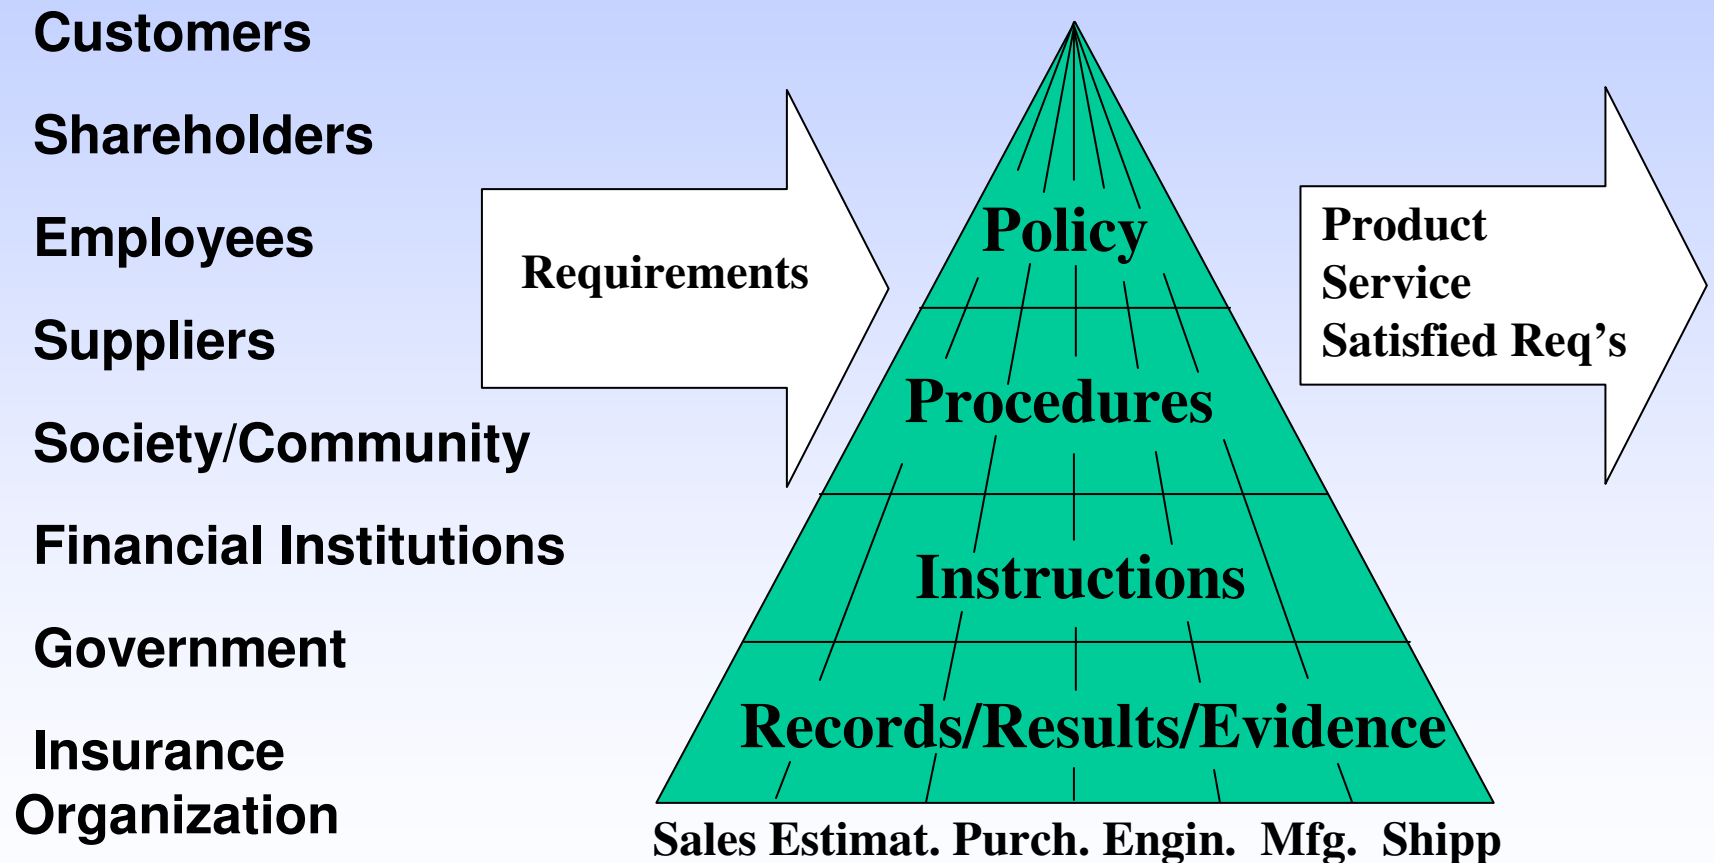 Customers
Shareholders
Employees
Suppliers
Society/Community
Financial Institutions
Government
Insurance
Organization
Requirements
Policy
Procedures
Instructions
Records/Results/Evidence
Sales Estimat. Purch. Engin. Mfg. Shipp
Product
Service
Satisfied Req’s